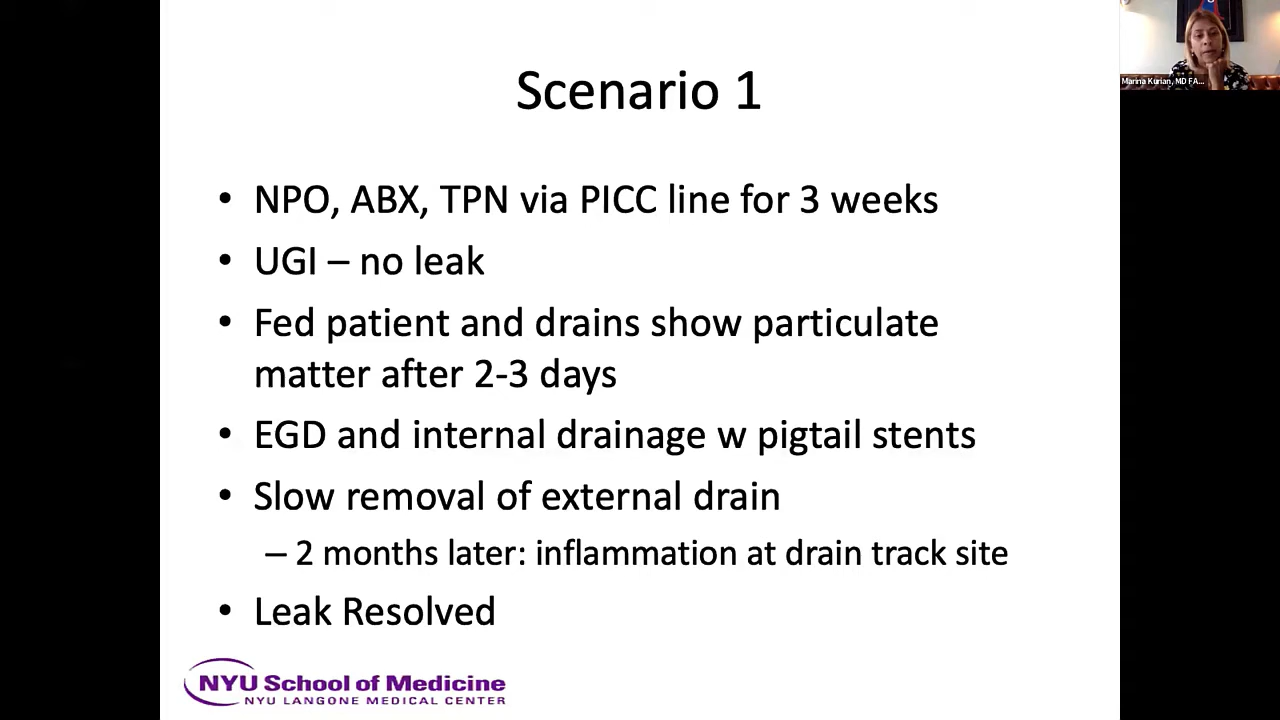 Scenario 1
• NPO, ABX, TPN via PICC line for 3 weeks
• UGI – no leak
• Fed patient and drains show particulate
matter after 2-3 days
• EGD and internal drainage w pigtail stents
• Slow removal of external drain
– 2 months later: inflammation at drain track site
• Leak Resolved
NYU School of Medicine
NYU LANGONE MEDICAL CENTER
Marina Kurian, MD FA...